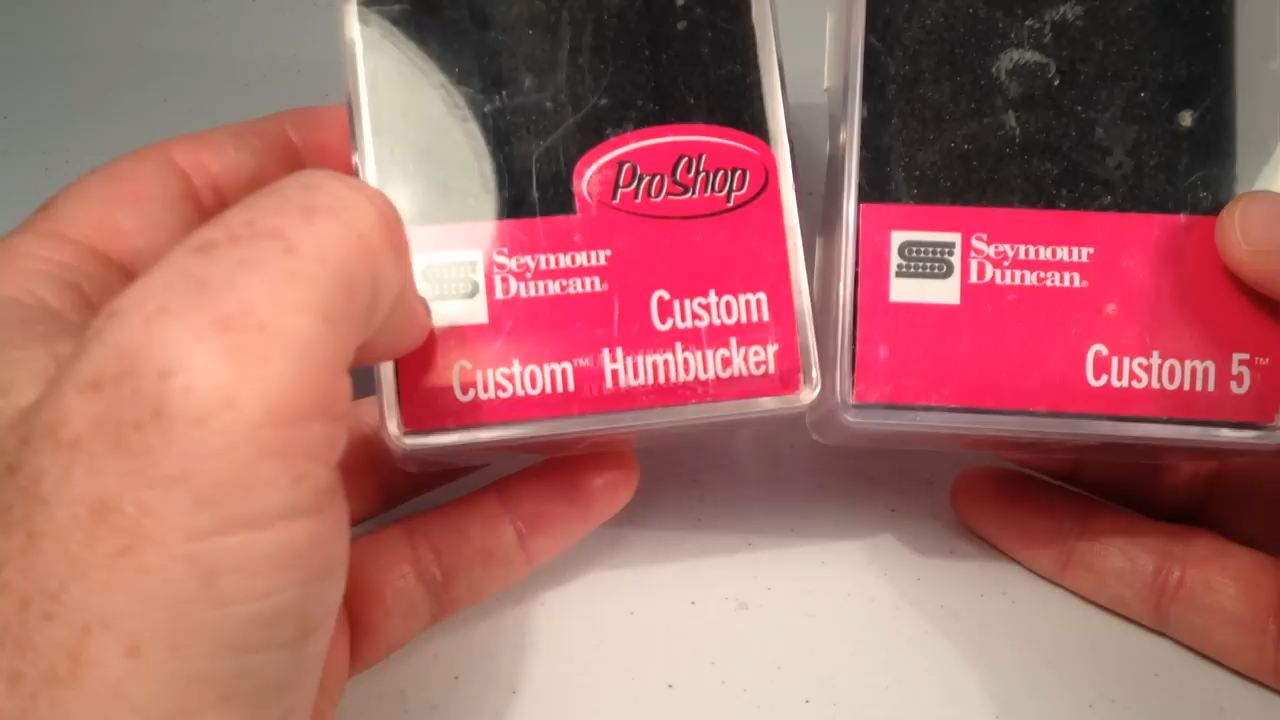 ProShop
Seymour
Duncan®
Custom
Custom™ Humbucker
Seymour
Duncan®
Custom 5™